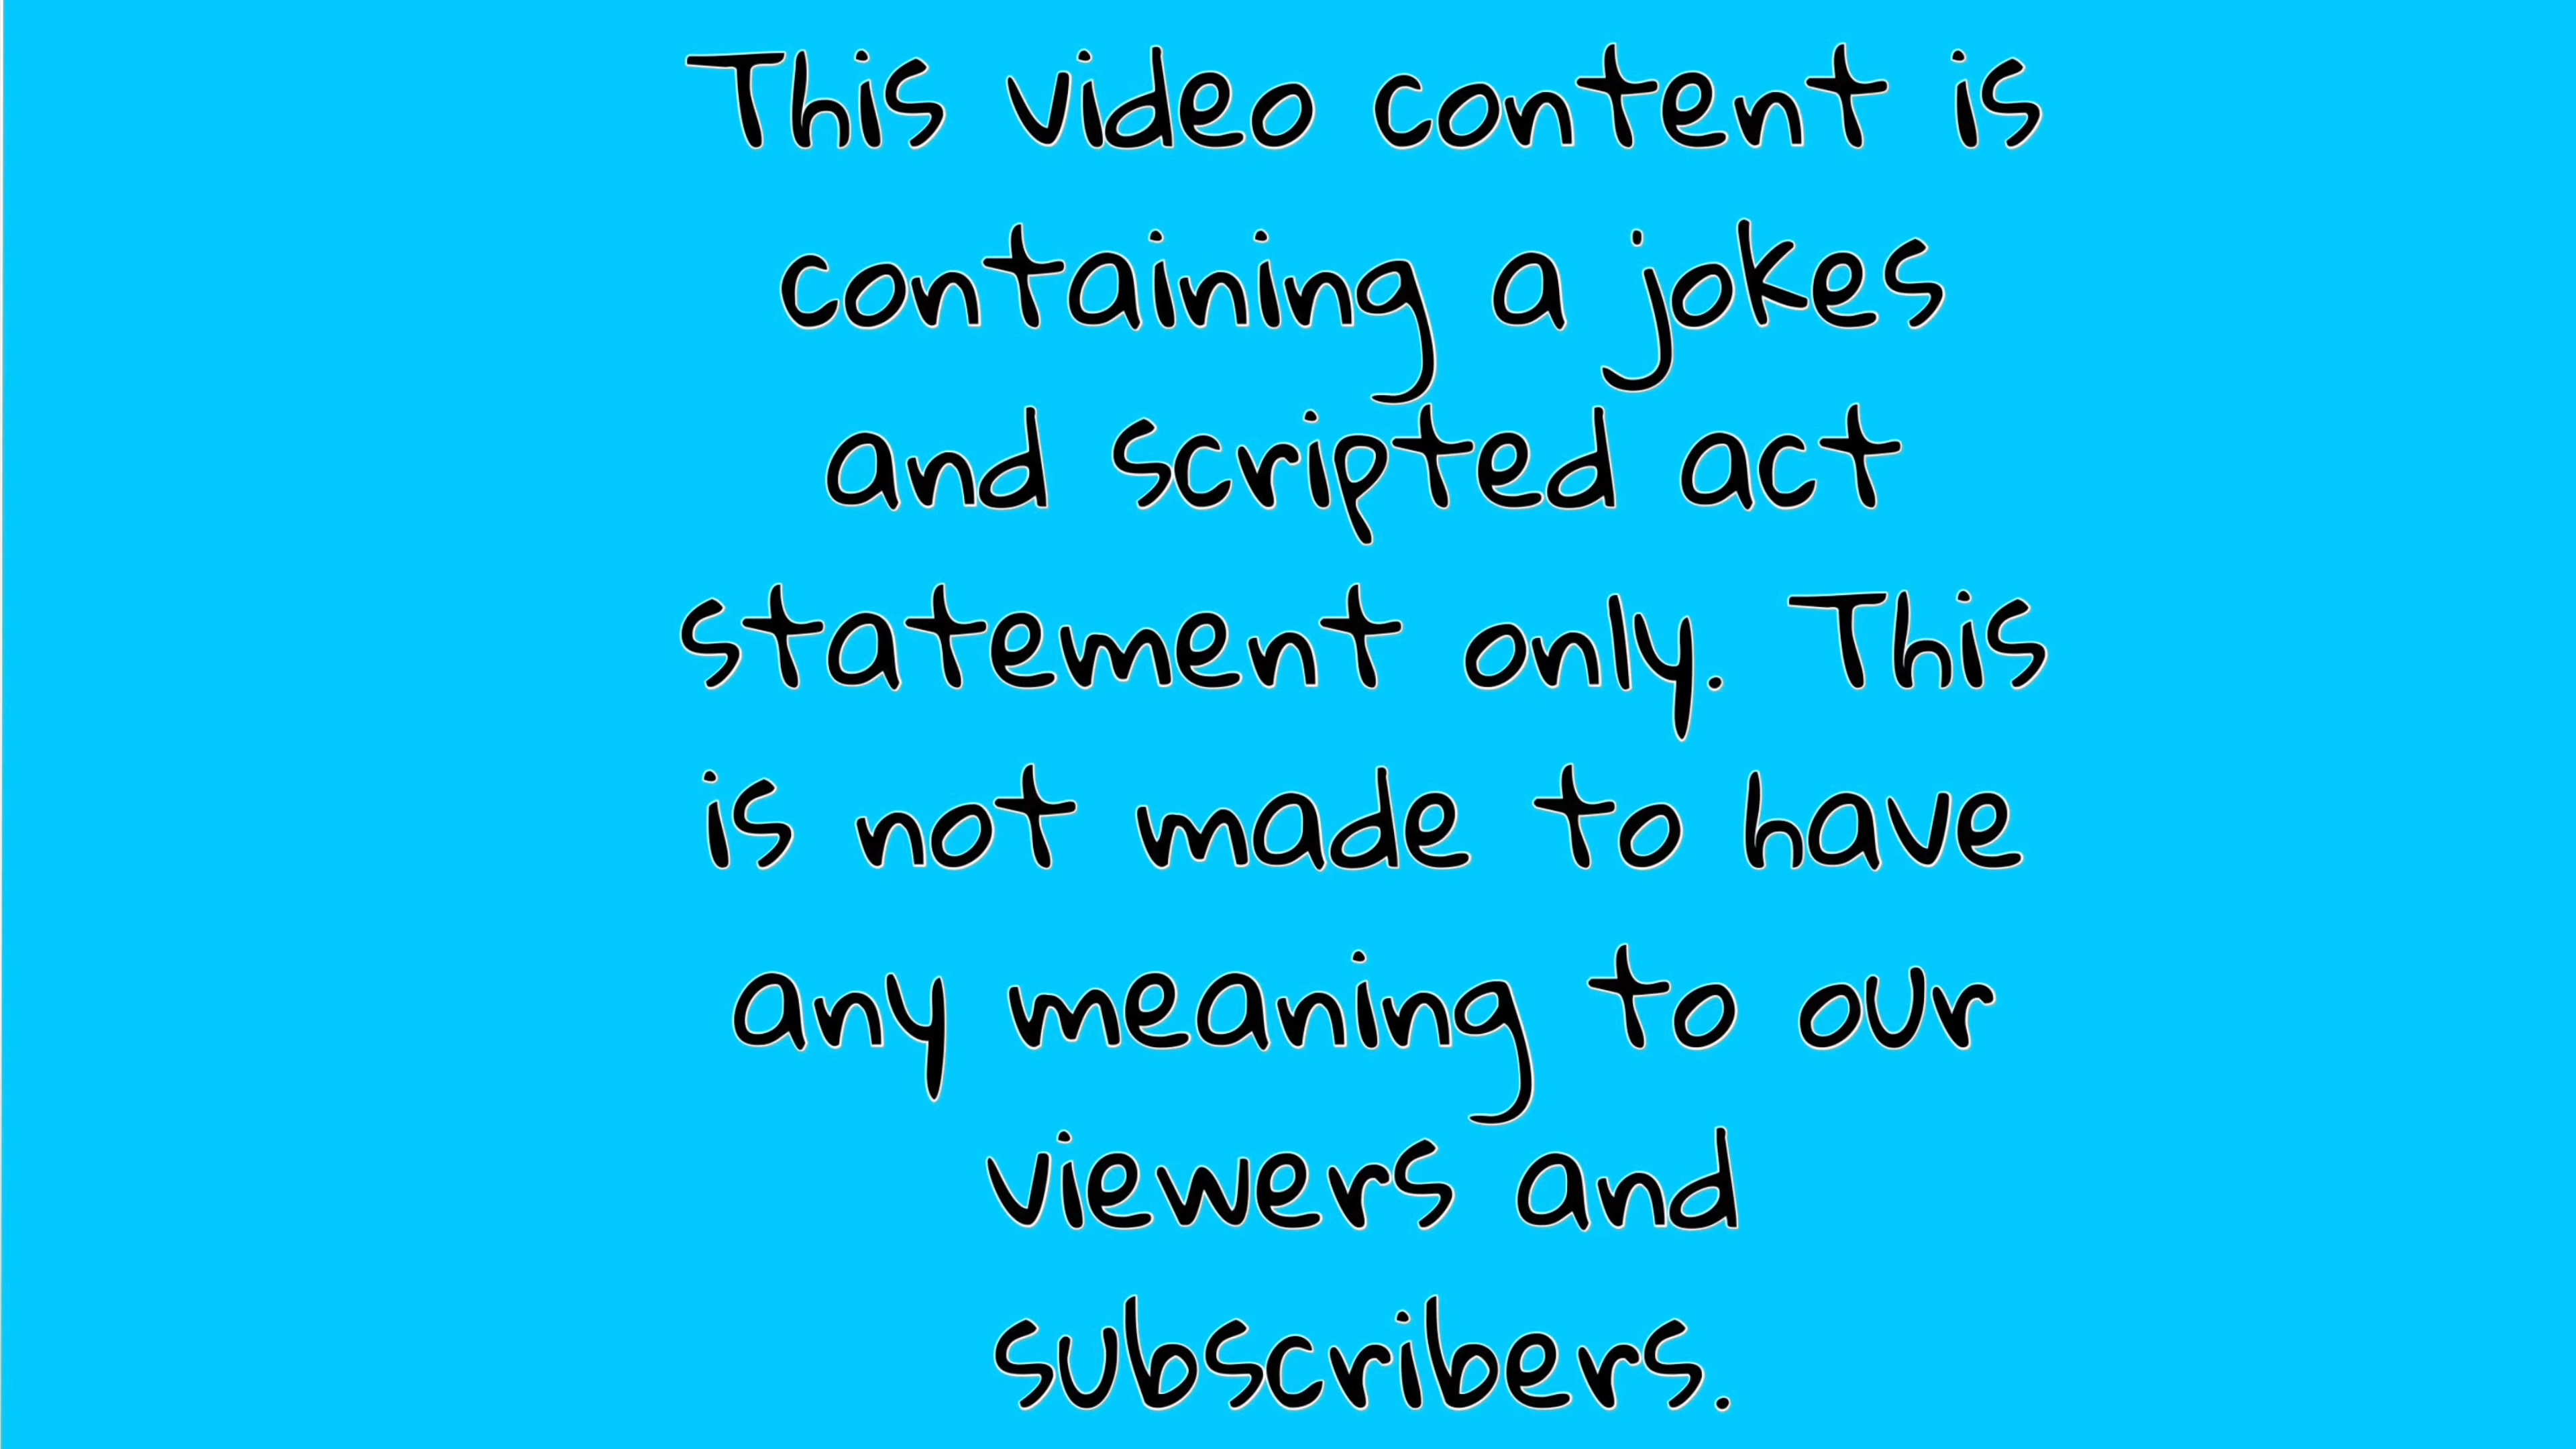 This video content is
containing a jokes
and scripted act
statement only. This
is not made to have
any meaning to our
viewers and
subscribers.